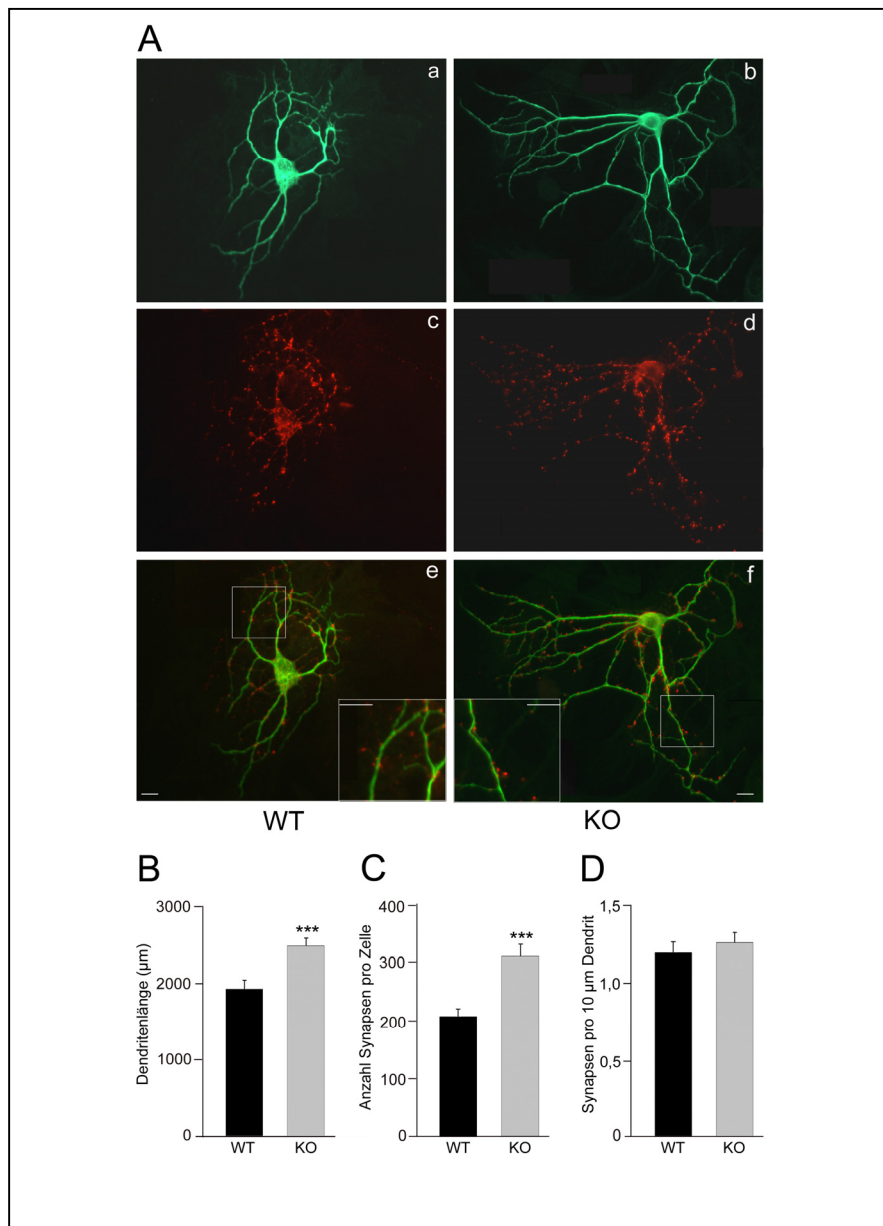 A
a
b
c
d
e
f
WT
KO
B
C
D
Dendritenlänge (µm)
3000
2000
1000
0
***
WT
KO
Anzahl Synapsen pro Zelle
400
300
200
100
0
***
WT
KO
Synapsen pro 10 µm Dendrit
1,5
1,0
0,5
0
WT
KO